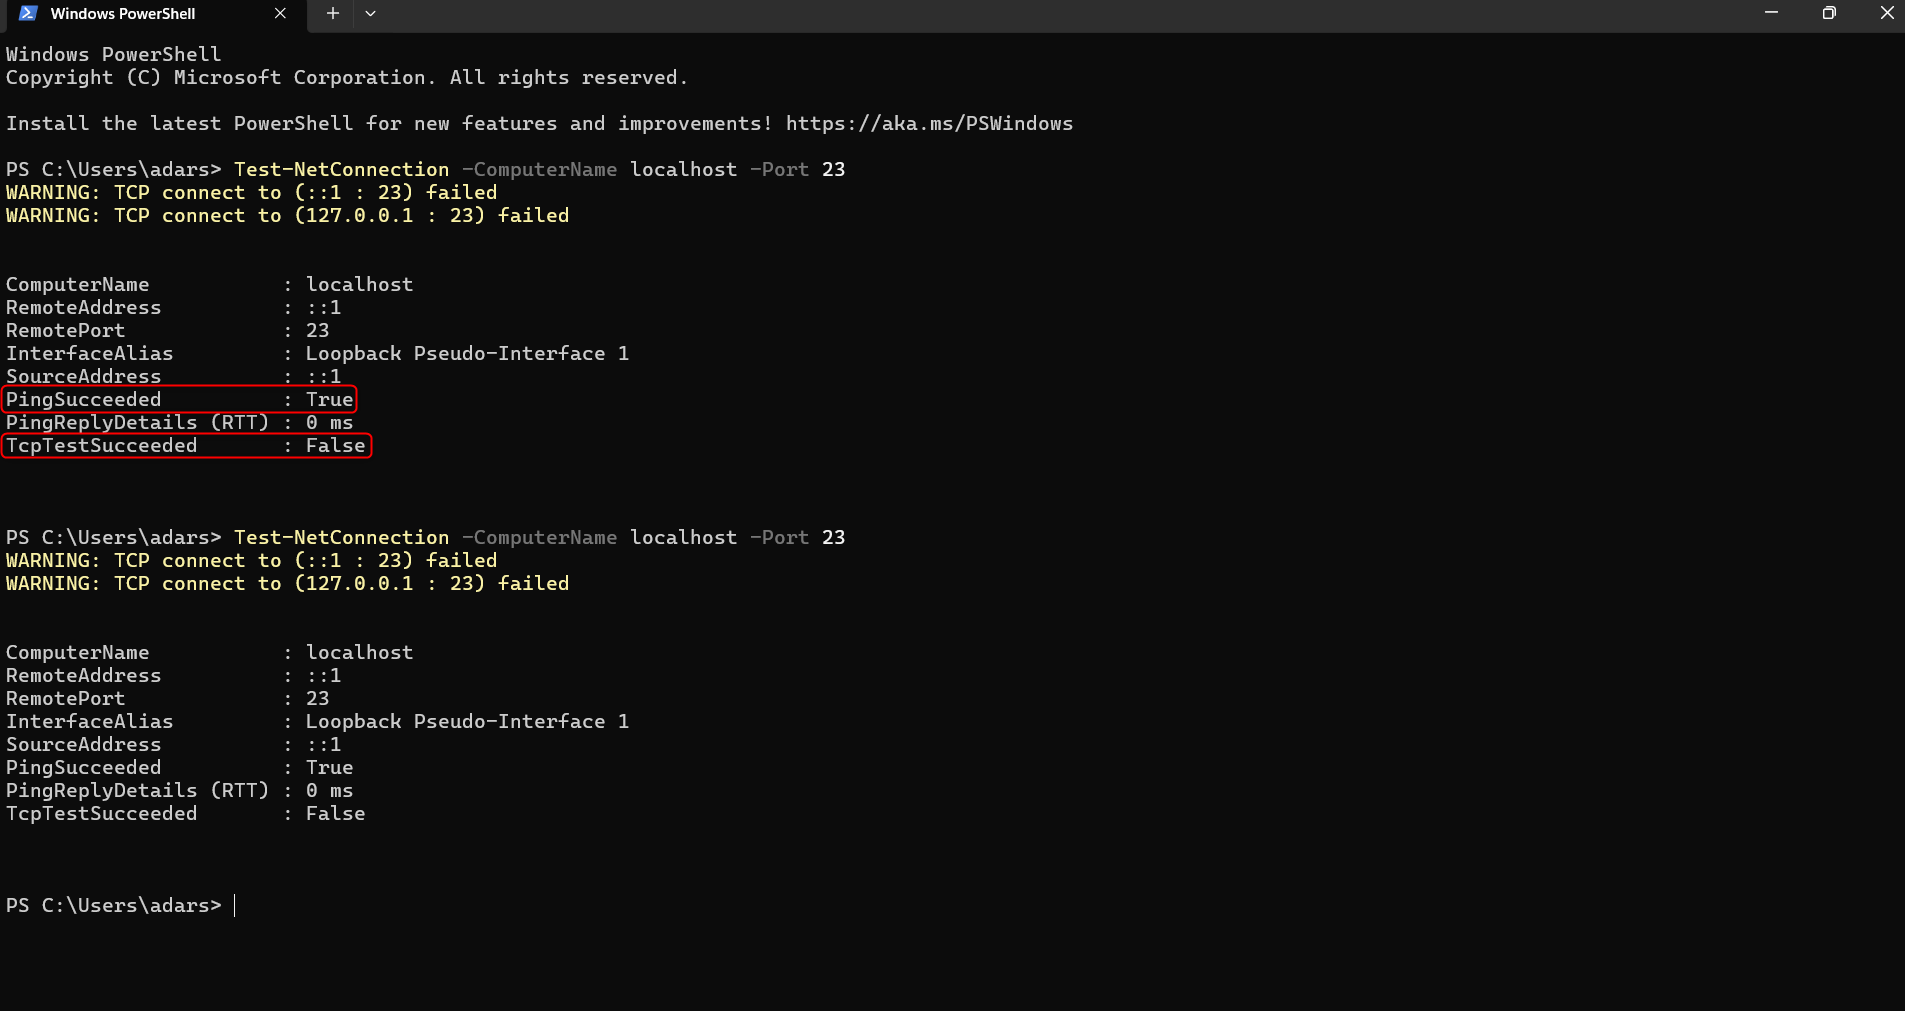 Windows PowerShell
Windows PowerShell
Copyright (C) Microsoft Corporation. All rights reserved.
Install the latest PowerShell for new features and improvements! https://aka.ms/PSWindows
PS C:\Users\adars> Test-NetConnection -ComputerName localhost -Port 23
WARNING: TCP connect to (::1 : 23) failed
WARNING: TCP connect to (127.0.0.1 : 23) failed
ComputerName           : localhost
RemoteAddress          : ::1
RemotePort             : 23
InterfaceAlias         : Loopback Pseudo-Interface 1
SourceAddress          : ::1
PingSucceeded          : True
PingReplyDetails (RTT) : 0 ms
TcpTestSucceeded       : False
PS C:\Users\adars> Test-NetConnection -ComputerName localhost -Port 23
WARNING: TCP connect to (::1 : 23) failed
WARNING: TCP connect to (127.0.0.1 : 23) failed
ComputerName           : localhost
RemoteAddress          : ::1
RemotePort             : 23
InterfaceAlias         : Loopback Pseudo-Interface 1
SourceAddress          : ::1
PingSucceeded          : True
PingReplyDetails (RTT) : 0 ms
TcpTestSucceeded       : False
PS C:\Users\adars>